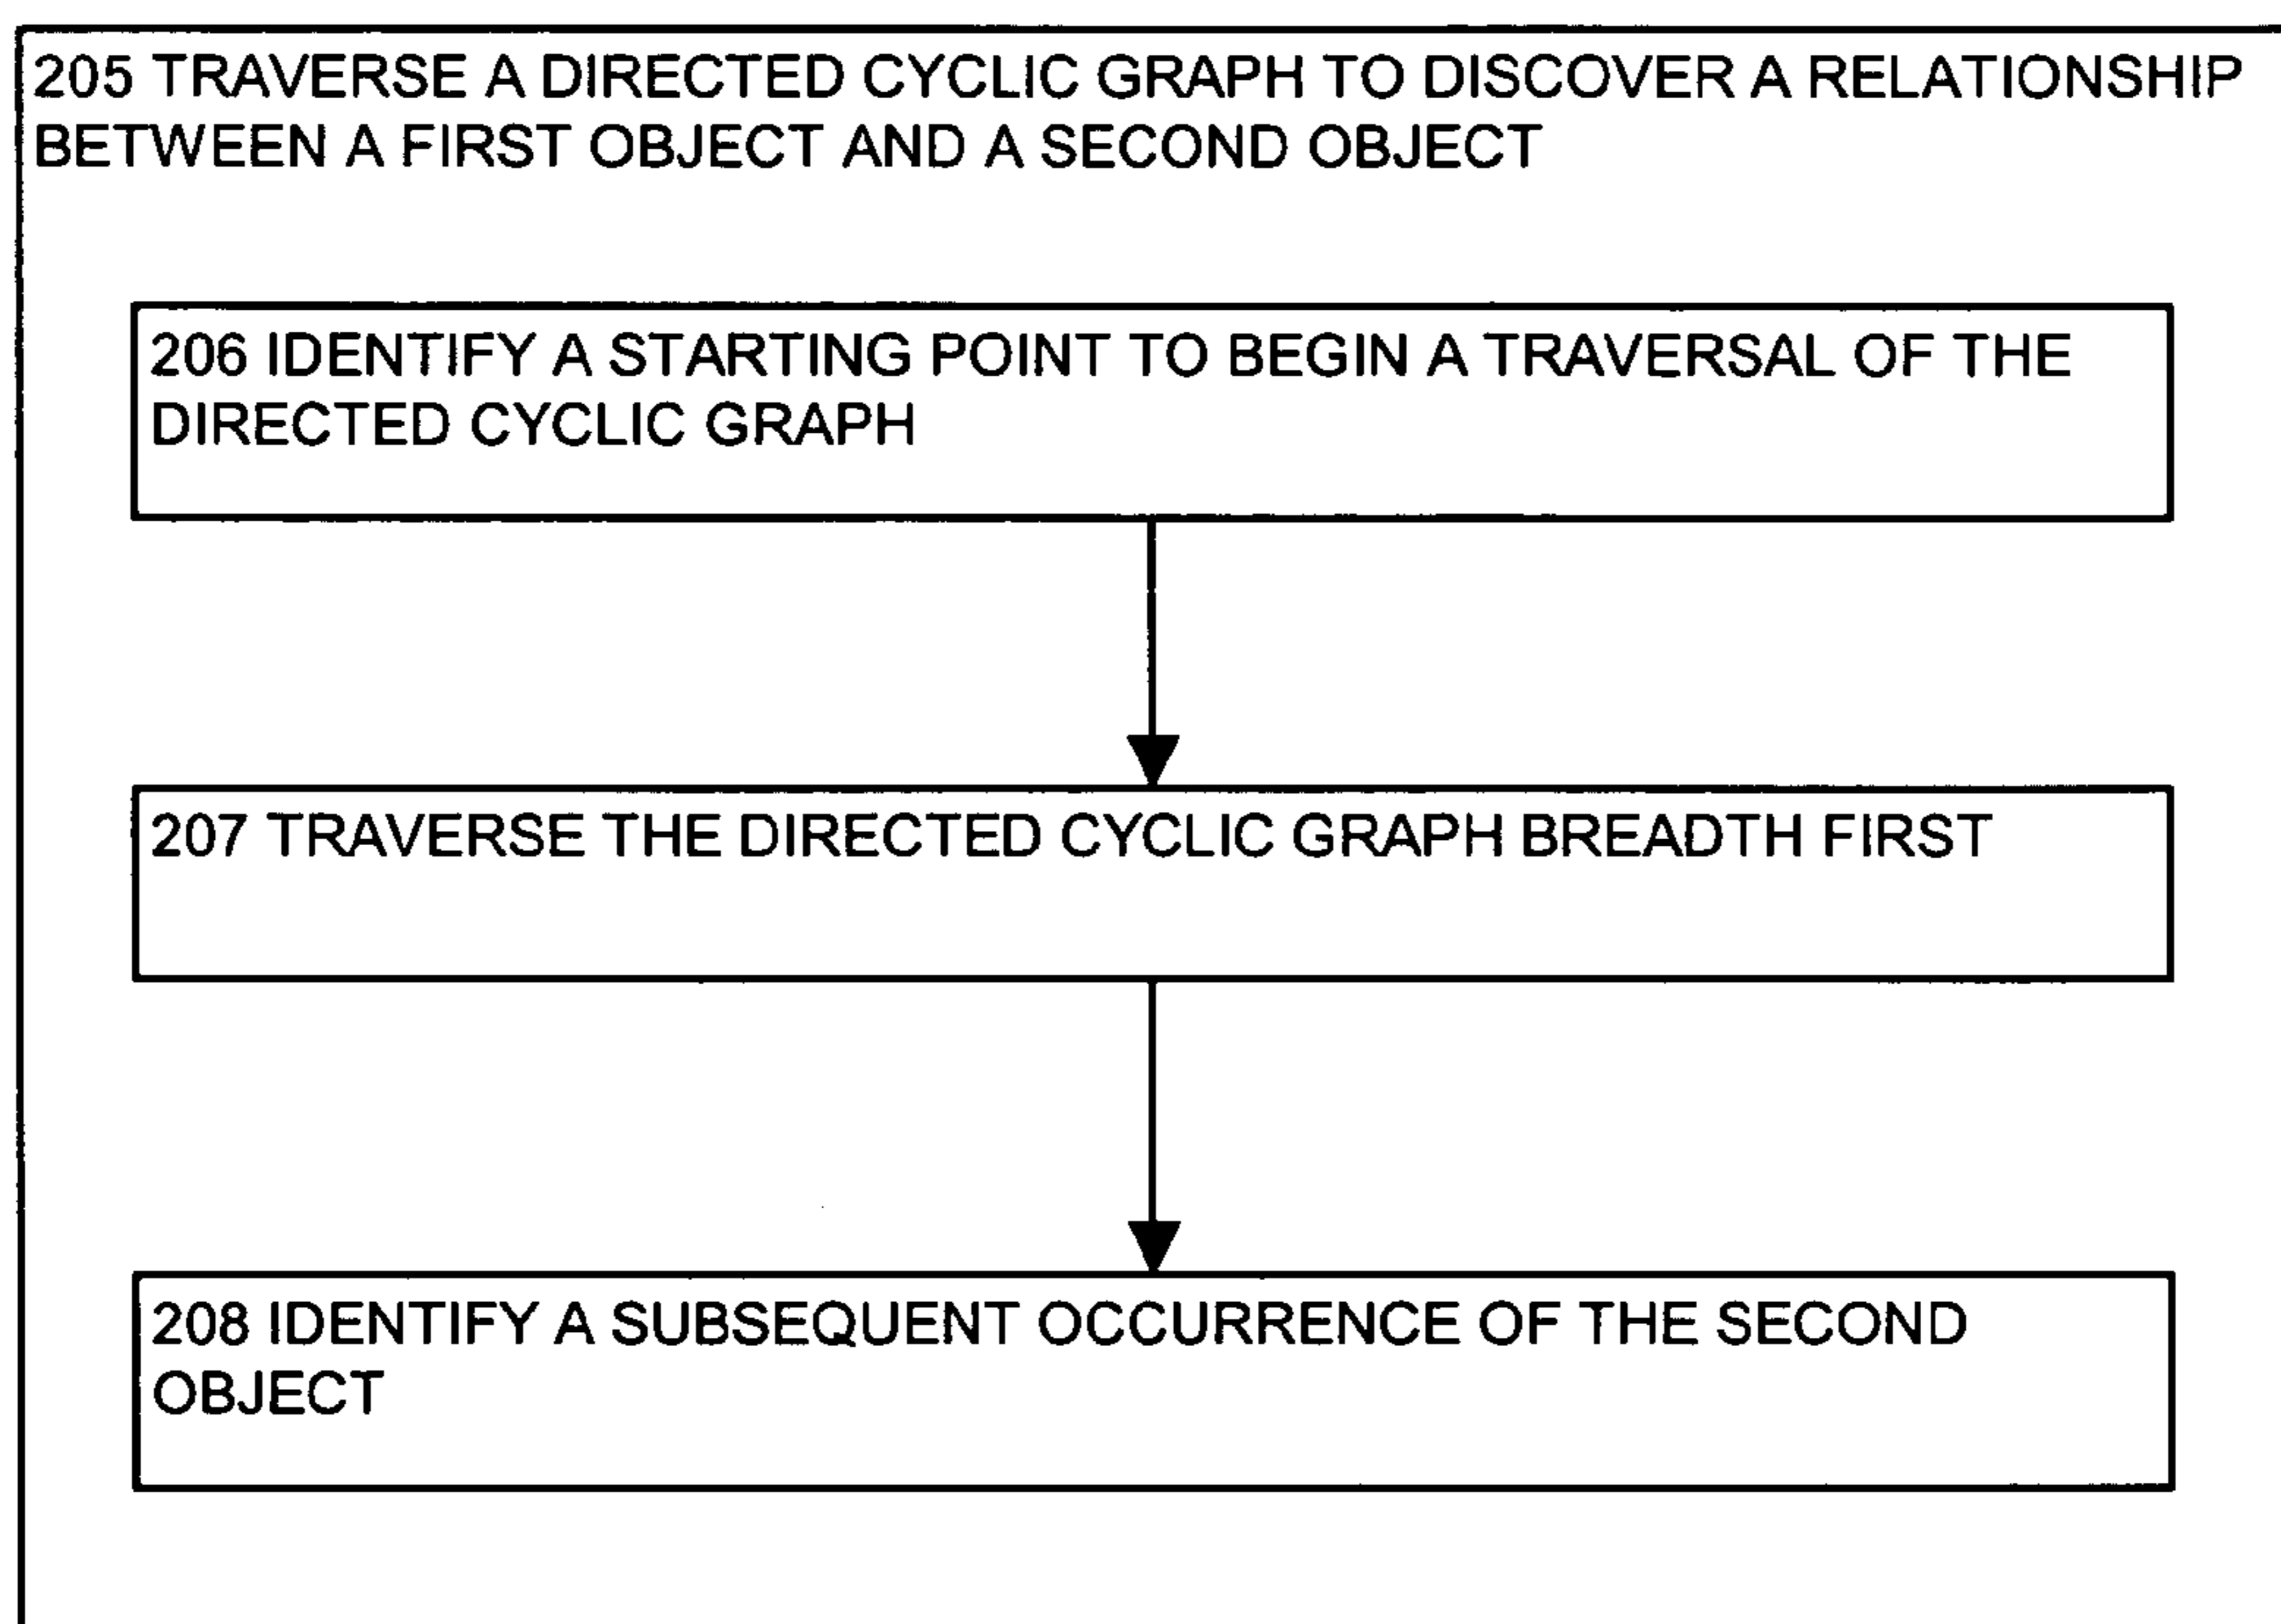 205 TRAVERSE A DIRECTED CYCLIC GRAPH TO DISCOVER A RELATIONSHIP
BETWEEN A FIRST OBJECT AND A SECOND OBJECT
206 IDENTIFY A STARTING POINT TO BEGIN A TRAVERSAL OF THE
DIRECTED CYCLIC GRAPH
207 TRAVERSE THE DIRECTED CYCLIC GRAPH BREADTH FIRST
208 IDENTIFY A SUBSEQUENT OCCURRENCE OF THE SECOND
OBJECT